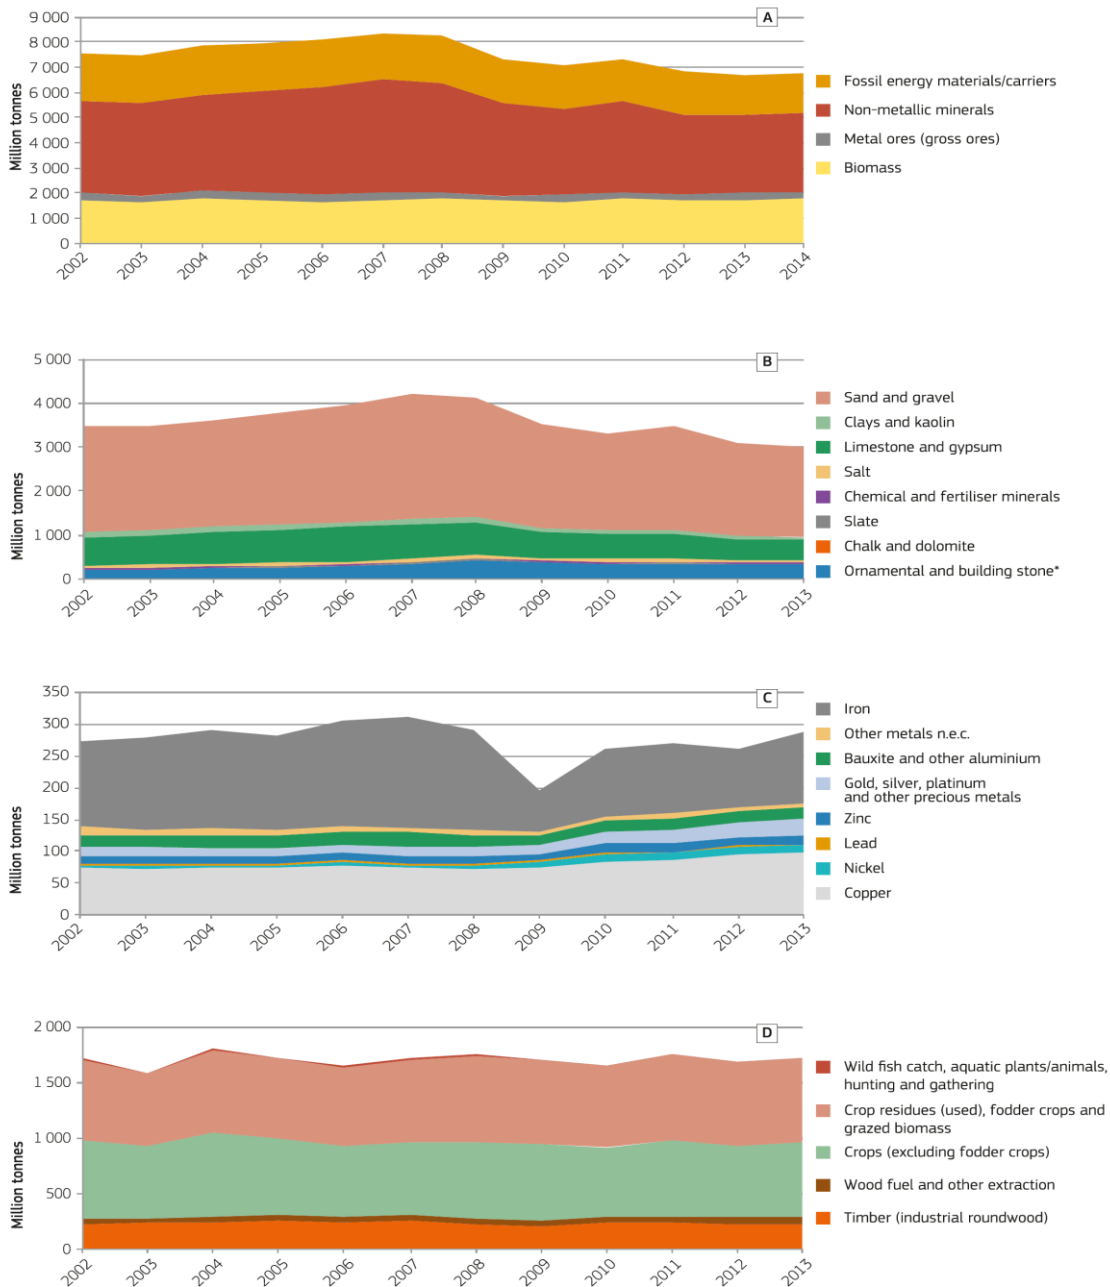 A
9 000
8 000
7 000
6 000
5 000
4 000
3 000
2 000
1 000
0
Million tonnes
2002 2003 2004 2005 2006 2007 2008 2009 2010 2011 2012 2013 2014
Fossil energy materials/carriers
Non-metallic minerals
Metal ores (gross ores)
Biomass
B
5 000
4 000
3 000
2 000
1 000
0
Million tonnes
2002 2003 2004 2005 2006 2007 2008 2009 2010 2011 2012 2013
Sand and gravel
Clays and kaolin
Limestone and gypsum
Salt
Chemical and fertiliser minerals
Slate
Chalk and dolomite
Ornamental and building stone*
C
350
300
250
200
150
100
50
0
Million tonnes
2002 2003 2004 2005 2006 2007 2008 2009 2010 2011 2012 2013
Iron
Other metals n.e.c.
Bauxite and other aluminium
Gold, silver, platinum
and other precious metals
Zinc
Lead
Nickel
Copper
D
2 000
1 500
1 000
500
0
Million tonnes
2002 2003 2004 2005 2006 2007 2008 2009 2010 2011 2012 2013
Wild fish catch, aquatic plants/animals,
hunting and gathering
Crop residues (used), fodder crops and
grazed biomass
Crops (excluding fodder crops)
Wood fuel and other extraction
Timber (industrial roundwood)